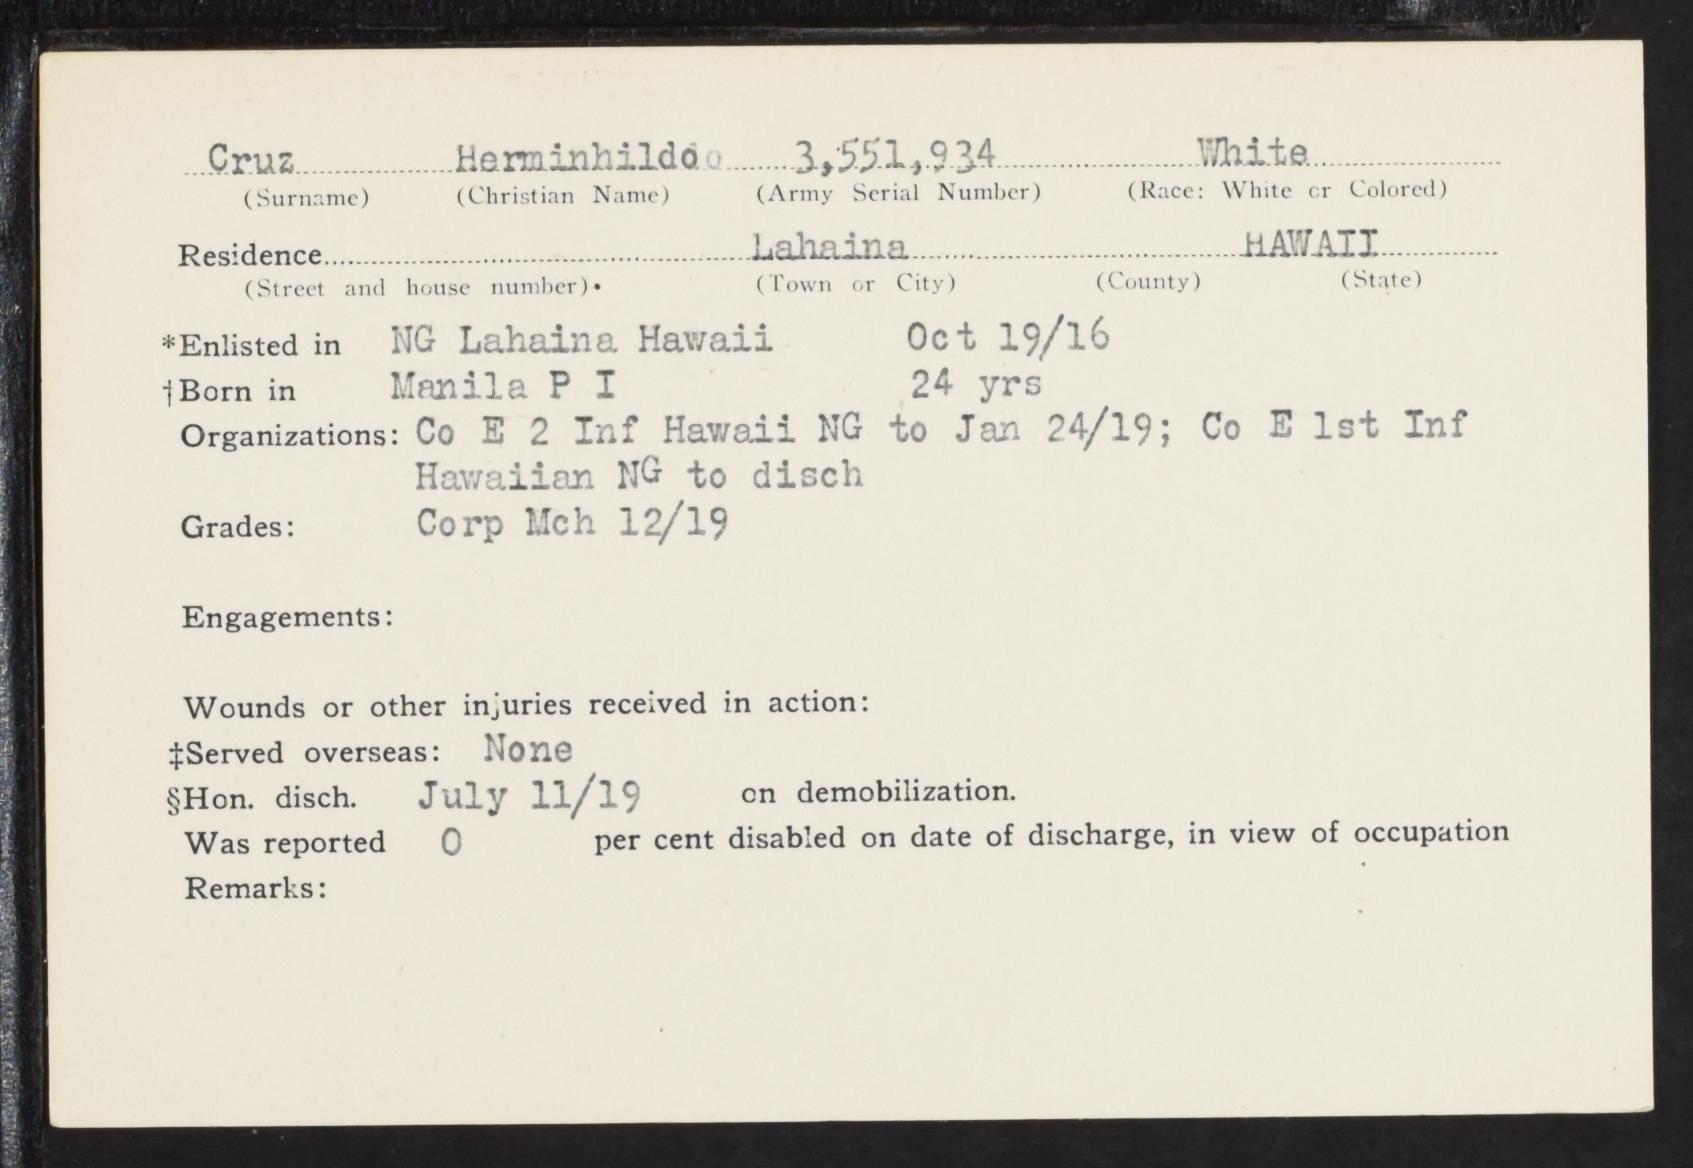 Cruz Herminhilddo 3,551,934 White
(Surname) (Christian Name) (Army Serial Number) (Race: White or Colored)
Residence Lahaina HAWAII
(Street and house number). (Town or City) (County) (State)
*Enlisted in NG Lahaina Hawaii Oct 19/16
†Born in Manila P I 24 yrs
Organizations: Co E 2 Inf Hawaii NG to Jan 24/19; Co E 1st Inf
Hawaiian NG to disch
Grades: Corp Mch 12/19
Engagements:
Wounds or other injuries received in action:
‡Served overseas: None
§Hon. disch. July 11/19 on demobilization.
Was reported 0 per cent disabled on date of discharge, in view of occupation
Remarks: